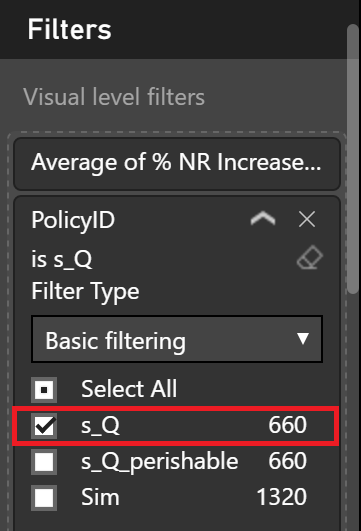 Filters
Visual level filters
Average of % NR Increase...
PolicyID
is s_Q
Filter Type
Basic filtering
Select All
s_Q 660
s_Q_perishable 660
Sim 1320